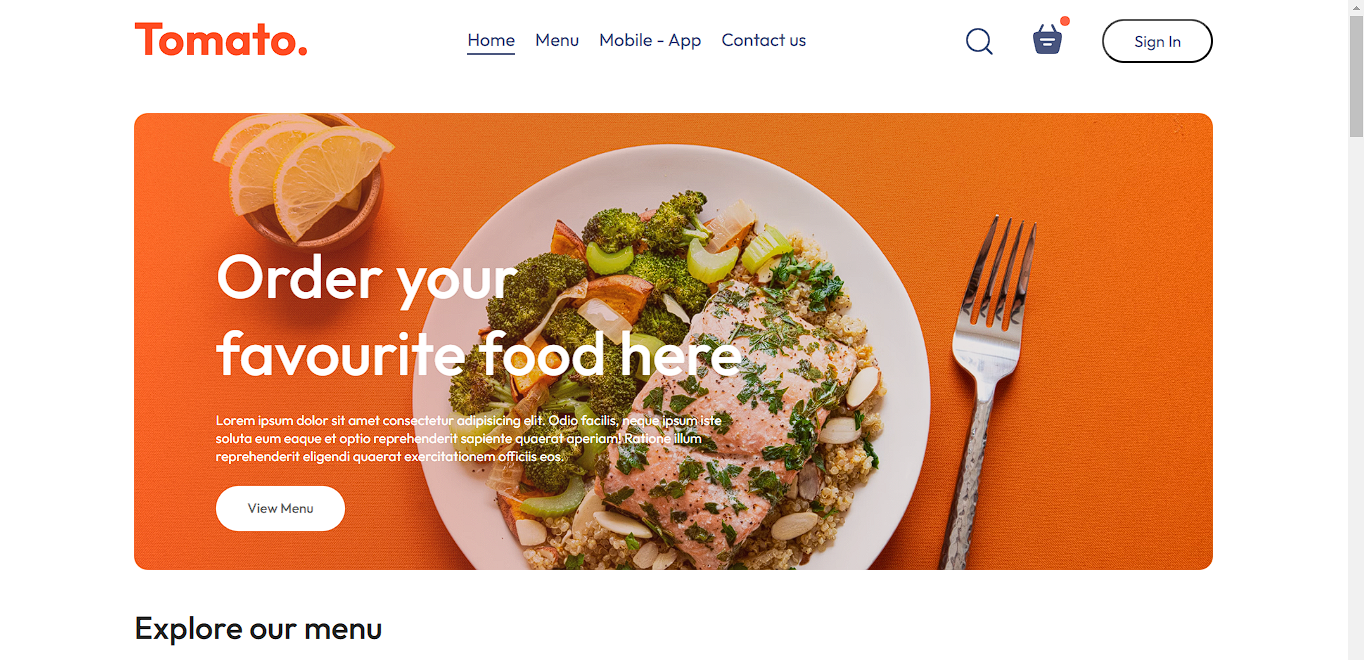 Tomato.
Home Menu Mobile - App Contact us
Sign In
Order your
favourite food here
Lorem ipsum dolor sit amet consectetur adipisicing elit. Odio facilis, neque ipsum iste
soluta eum eaque et optio reprehenderit sapiente quaerat aperiam! Ratione illum
reprehenderit eligendi quaerat exercitationem officiis eos.
View Menu
Explore our menu